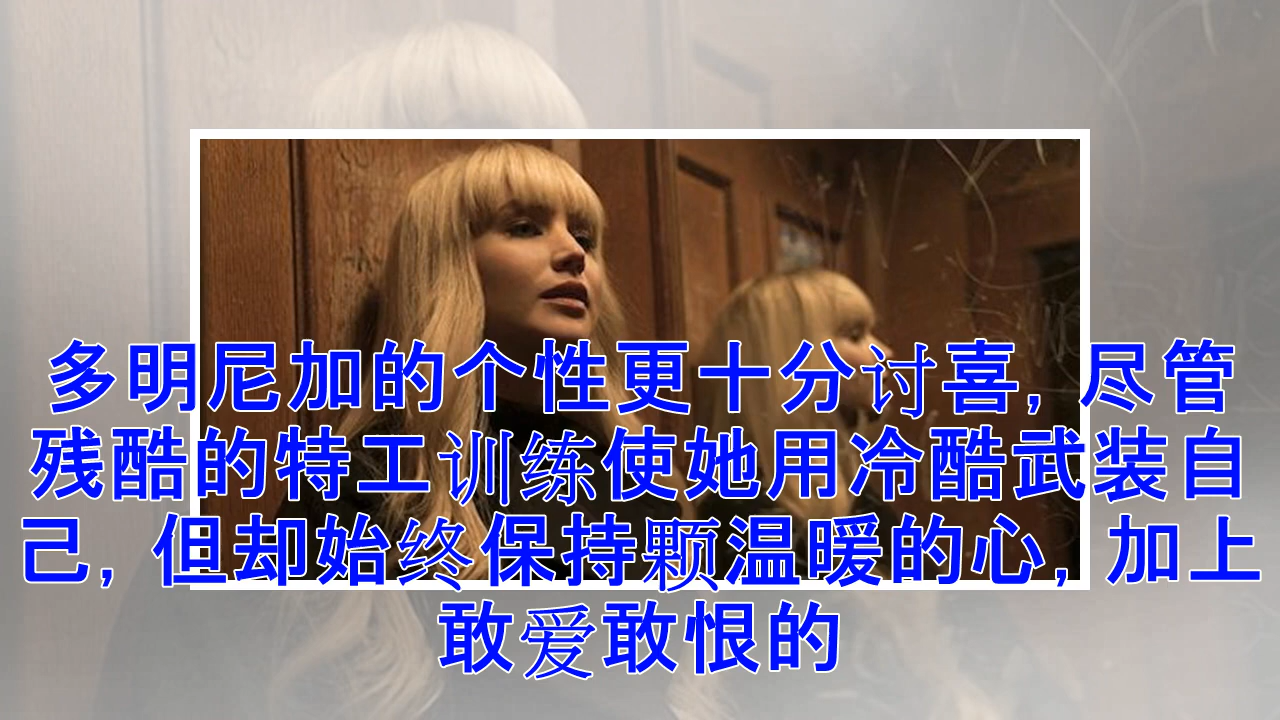 多明尼加的个性更十分讨喜, 尽管
残酷的特工训练使她用冷酷武装自
己, 但却始终保持颗温暖的心, 加上
敢爱敢恨的